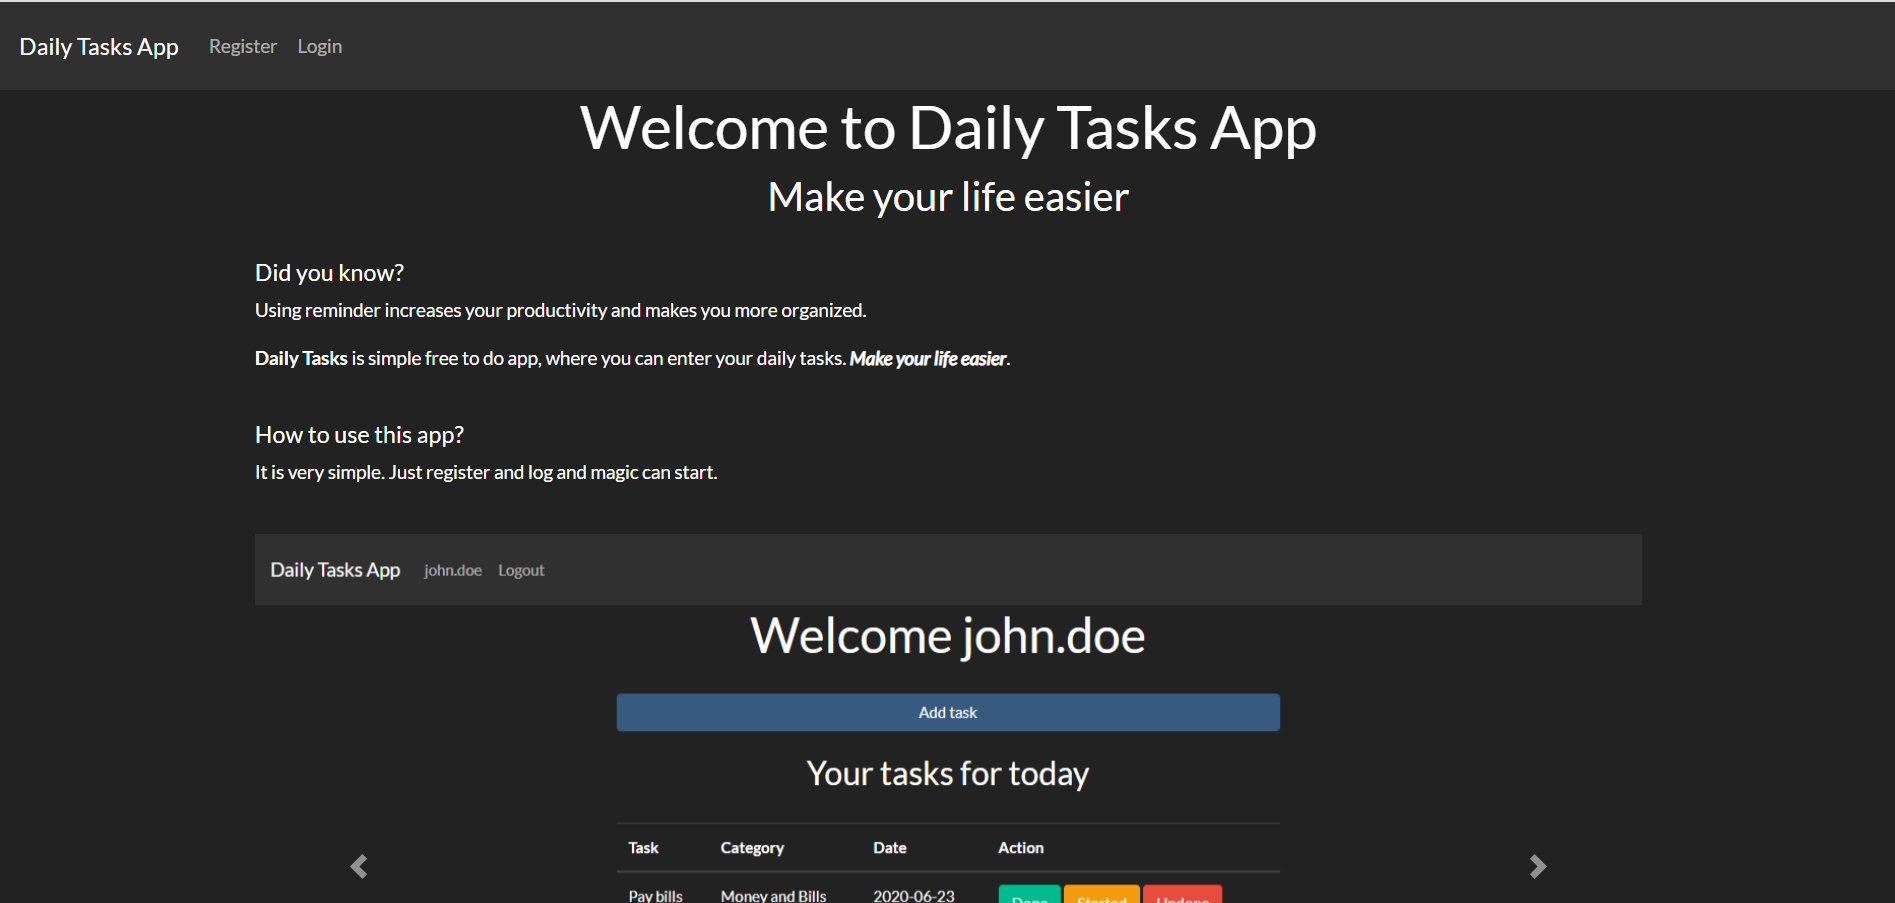 Daily Tasks App Register Login
Welcome to Daily Tasks App
Make your life easier
Did you know?
Using reminder increases your productivity and makes you more organized.
Daily Tasks is simple free to do app, where you can enter your daily tasks. Make your life easier.
How to use this app?
It is very simple. Just register and log and magic can start.
Daily Tasks App john.doe Logout
Welcome john.doe
Add task
Your tasks for today
Task Category Date Action
Pay bills Money and Bills 2020-06-23 Done Started Undone